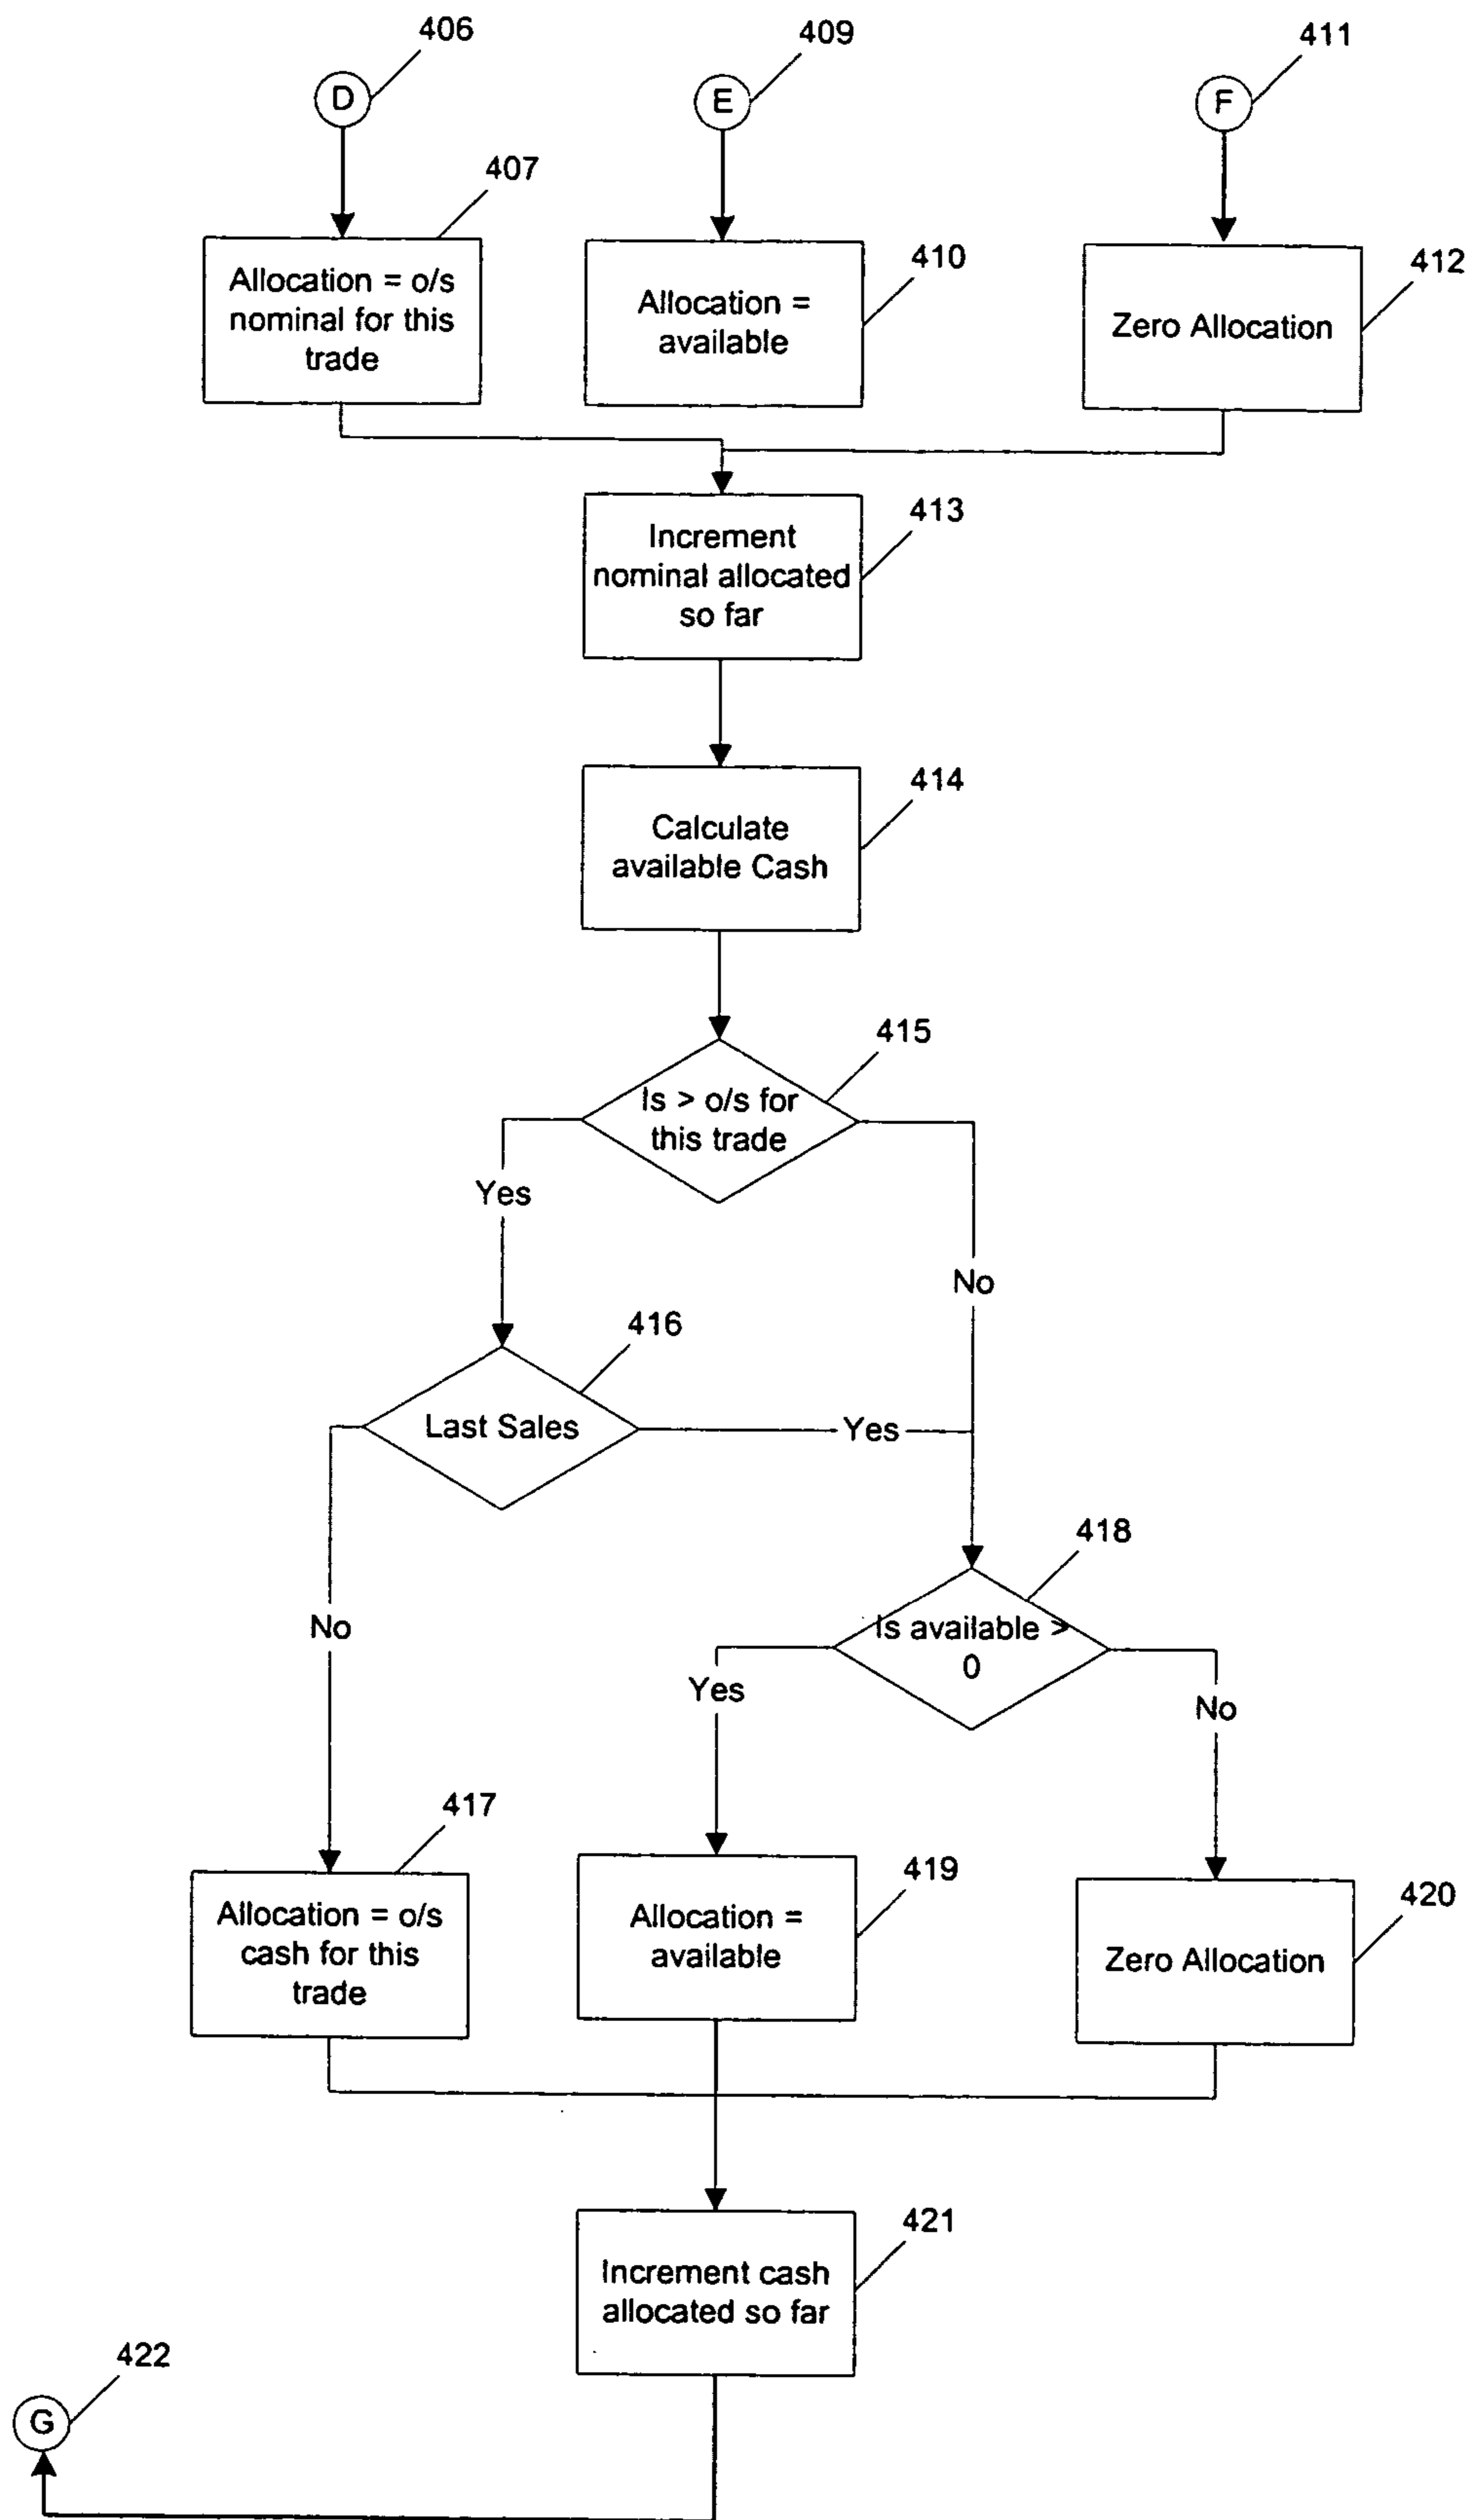 406
409
411
D
E
F
407
410
412
Allocation = o/s
nominal for this
trade
Allocation =
available
Zero Allocation
413
Increment
nominal allocated
so far
414
Calculate
available Cash
415
Is > o/s for
this trade
Yes
No
416
Last Sales
Yes
418
No
Is available >
0
Yes
No
417
419
420
Allocation = o/s
cash for this
trade
Allocation =
available
Zero Allocation
421
Increment cash
allocated so far
422
G